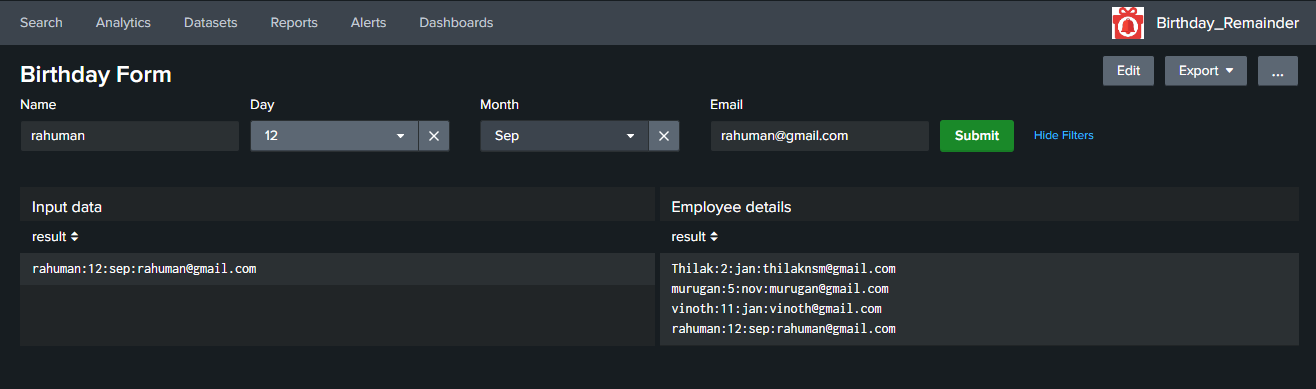 Search Analytics Datasets Reports Alerts Dashboards Birthday_Remainder
Birthday Form Edit Export ...
Name Day Month Email
rahuman 12 Sep rahuman@gmail.com Submit Hide Filters
Input data Employee details
result result
rahuman:12:sep:rahuman@gmail.com Thilak:2:jan:thilaknsm@gmail.com
murugan:5:nov:murugan@gmail.com
vinoth:11:jan:vinoth@gmail.com
rahuman:12:sep:rahuman@gmail.com